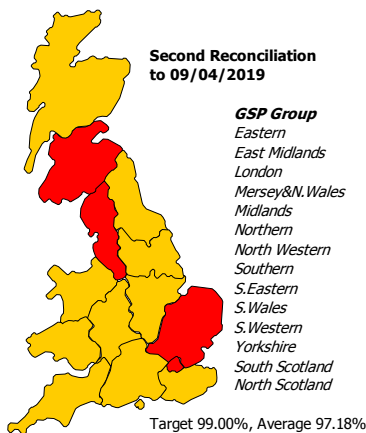 Second Reconciliation
to 09/04/2019
GSP Group
Eastern
East Midlands
London
Mersey&N.Wales
Midlands
Northern
North Western
Southern
S.Eastern
S.Wales
S.Western
Yorkshire
South Scotland
North Scotland
Target 99.00%, Average 97.18%